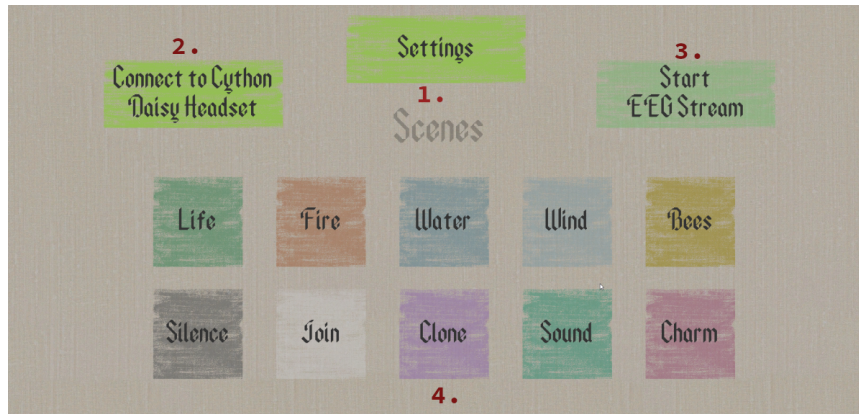 2.
Settings
3.
Connect to Cython
Daisy Headset
1.
Start
EEG Stream
Scenes
Life
Fire
Water
Wind
Bees
Silence
Join
Clone
Sound
Charm
4.